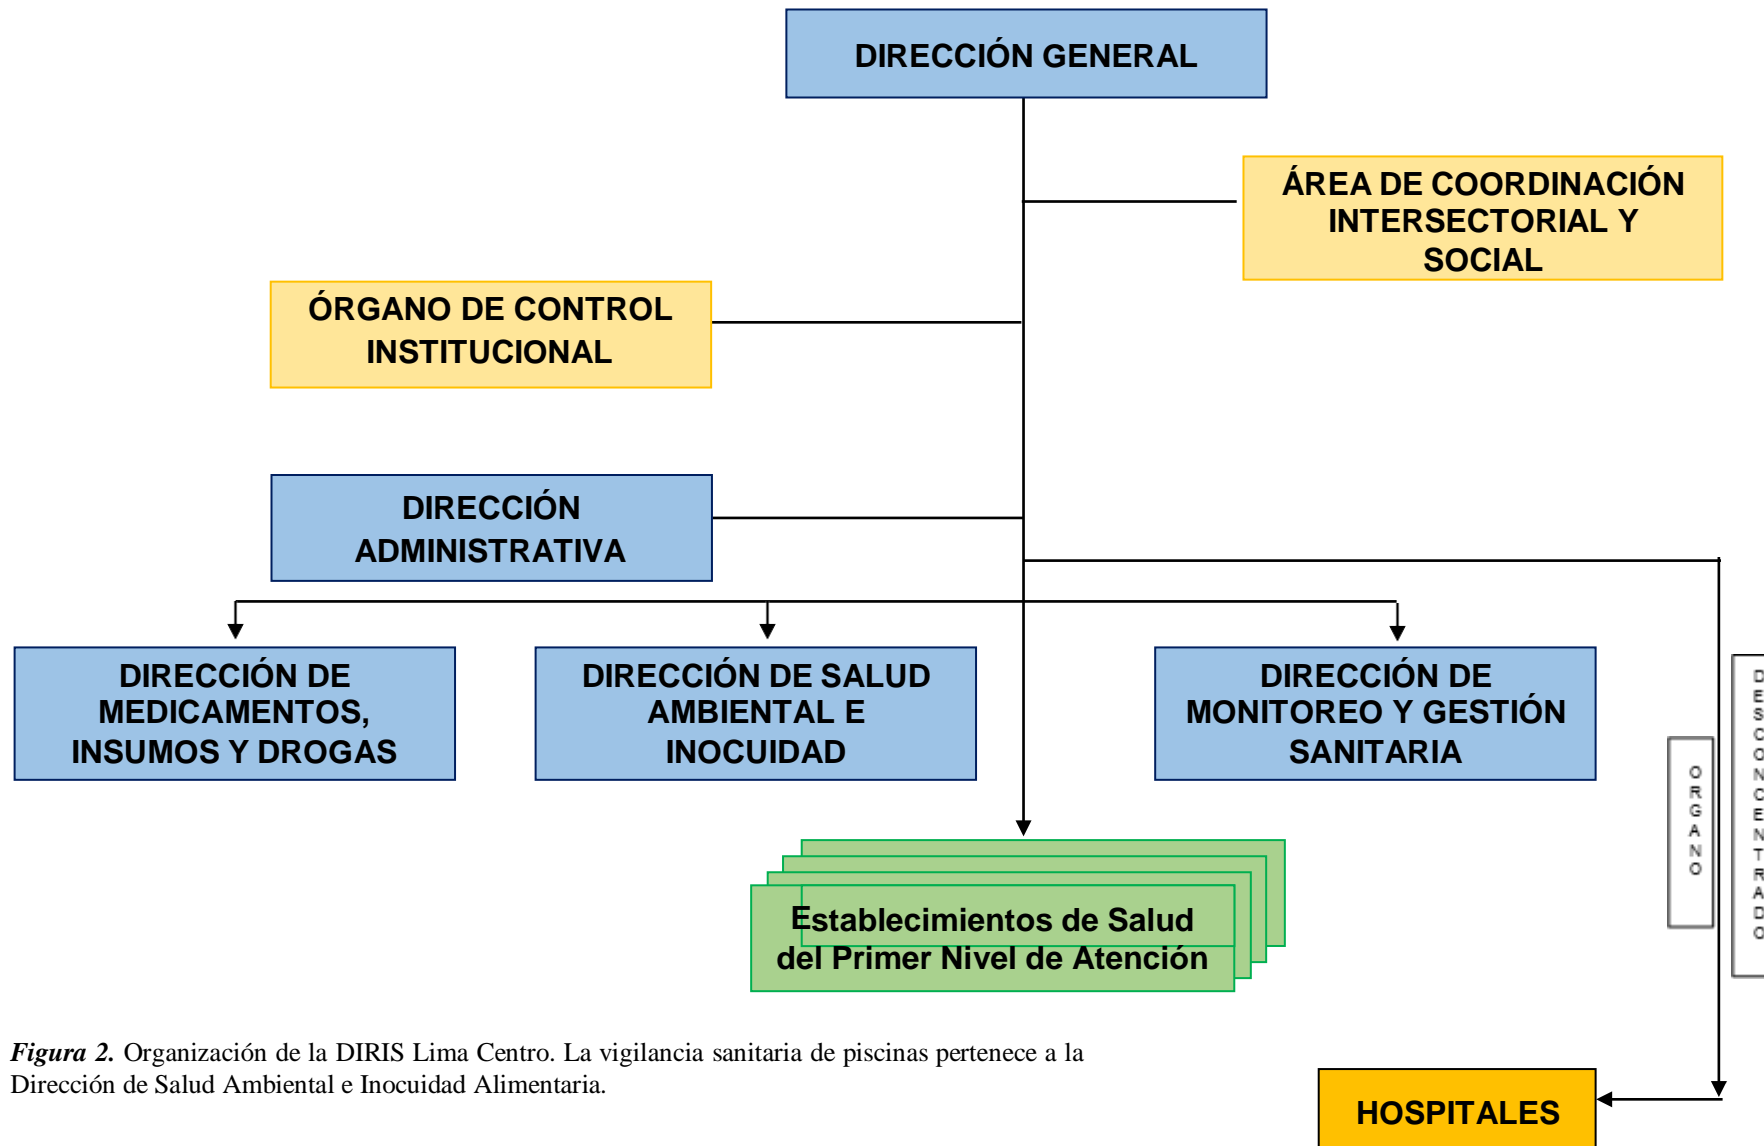 DIRECCIÓN GENERAL
ÁREA DE COORDINACIÓN
INTERSECTORIAL Y
SOCIAL
ÓRGANO DE CONTROL
INSTITUCIONAL
DIRECCIÓN
ADMINISTRATIVA
DIRECCIÓN DE
MEDICAMENTOS,
INSUMOS Y DROGAS
DIRECCIÓN DE SALUD
AMBIENTAL E
INOCUIDAD
DIRECCIÓN DE
MONITOREO Y GESTIÓN
SANITARIA
ORGANO
DESCONCENTRADO
Establecimientos de Salud
del Primer Nivel de Atención
Figura 2. Organización de la DIRIS Lima Centro. La vigilancia sanitaria de piscinas pertenece a la
Dirección de Salud Ambiental e Inocuidad Alimentaria.
HOSPITALES